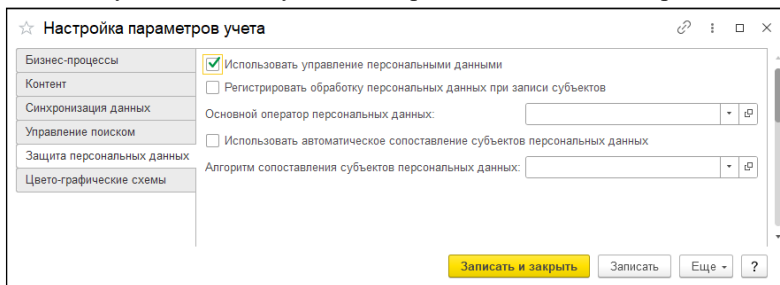 Настройка параметров учета
Бизнес-процессы
Контент
Синхронизация данных
Управление поиском
Защита персональных данных
Цвето-графические схемы
Использовать управление персональными данными
Регистрировать обработку персональных данных при записи субъектов
Основной оператор персональных данных:
Использовать автоматическое сопоставление субъектов персональных данных
Алгоритм сопоставления субъектов персональных данных:
Записать и закрыть
Записать
Еще
?